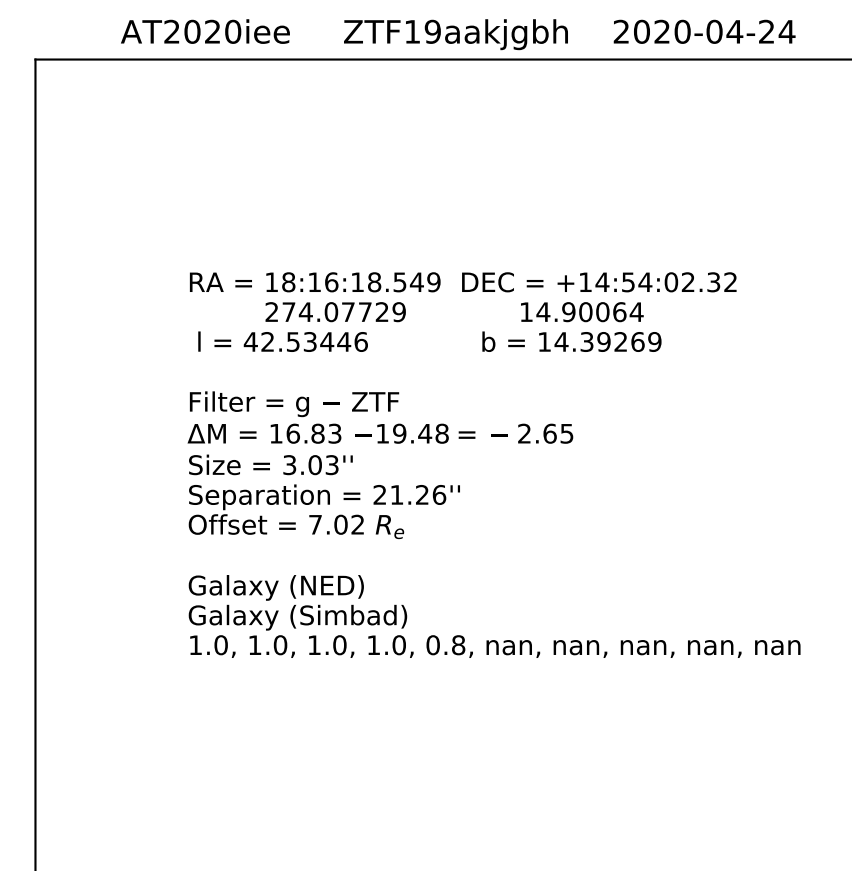 AT2020iee ZTF19aakjgbh 2020-04-24
RA = 18:16:18.549 DEC = +14:54:02.32
274.07729 14.90064
l = 42.53446 b = 14.39269
Filter = g − ZTF
ΔM = 16.83 −19.48 = − 2.65
Size = 3.03''
Separation = 21.26''
Offset = 7.02 Rₑ
Galaxy (NED)
Galaxy (Simbad)
1.0, 1.0, 1.0, 1.0, 0.8, nan, nan, nan, nan, nan